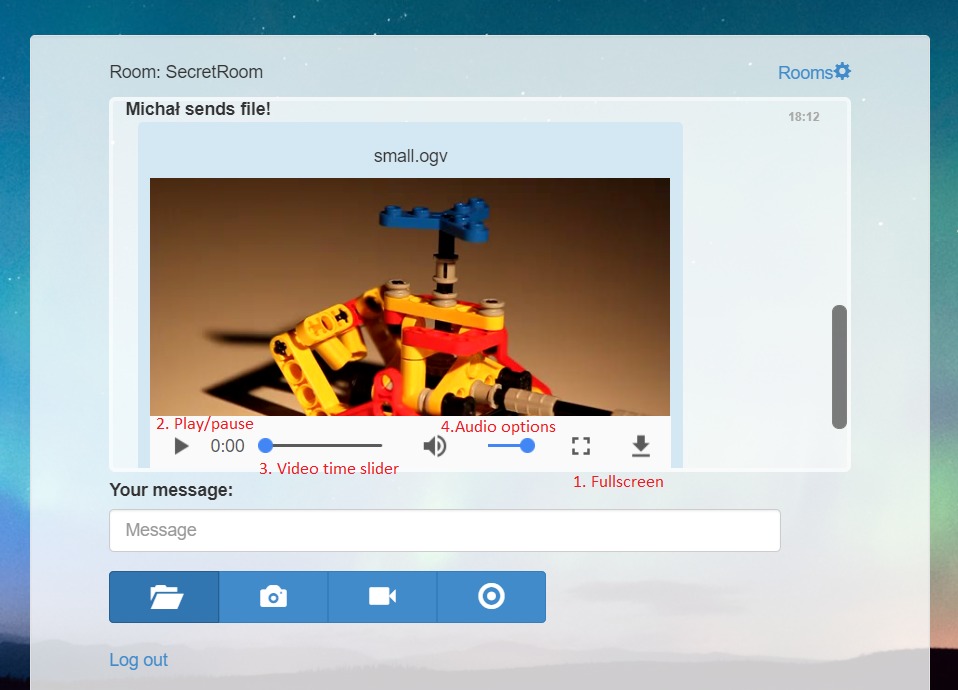 Room: SecretRoom
Rooms
Michał sends file!
18:12
small.ogv
2. Play/pause
4.Audio options
0:00
3. Video time slider
1. Fullscreen
Your message:
Message
Log out